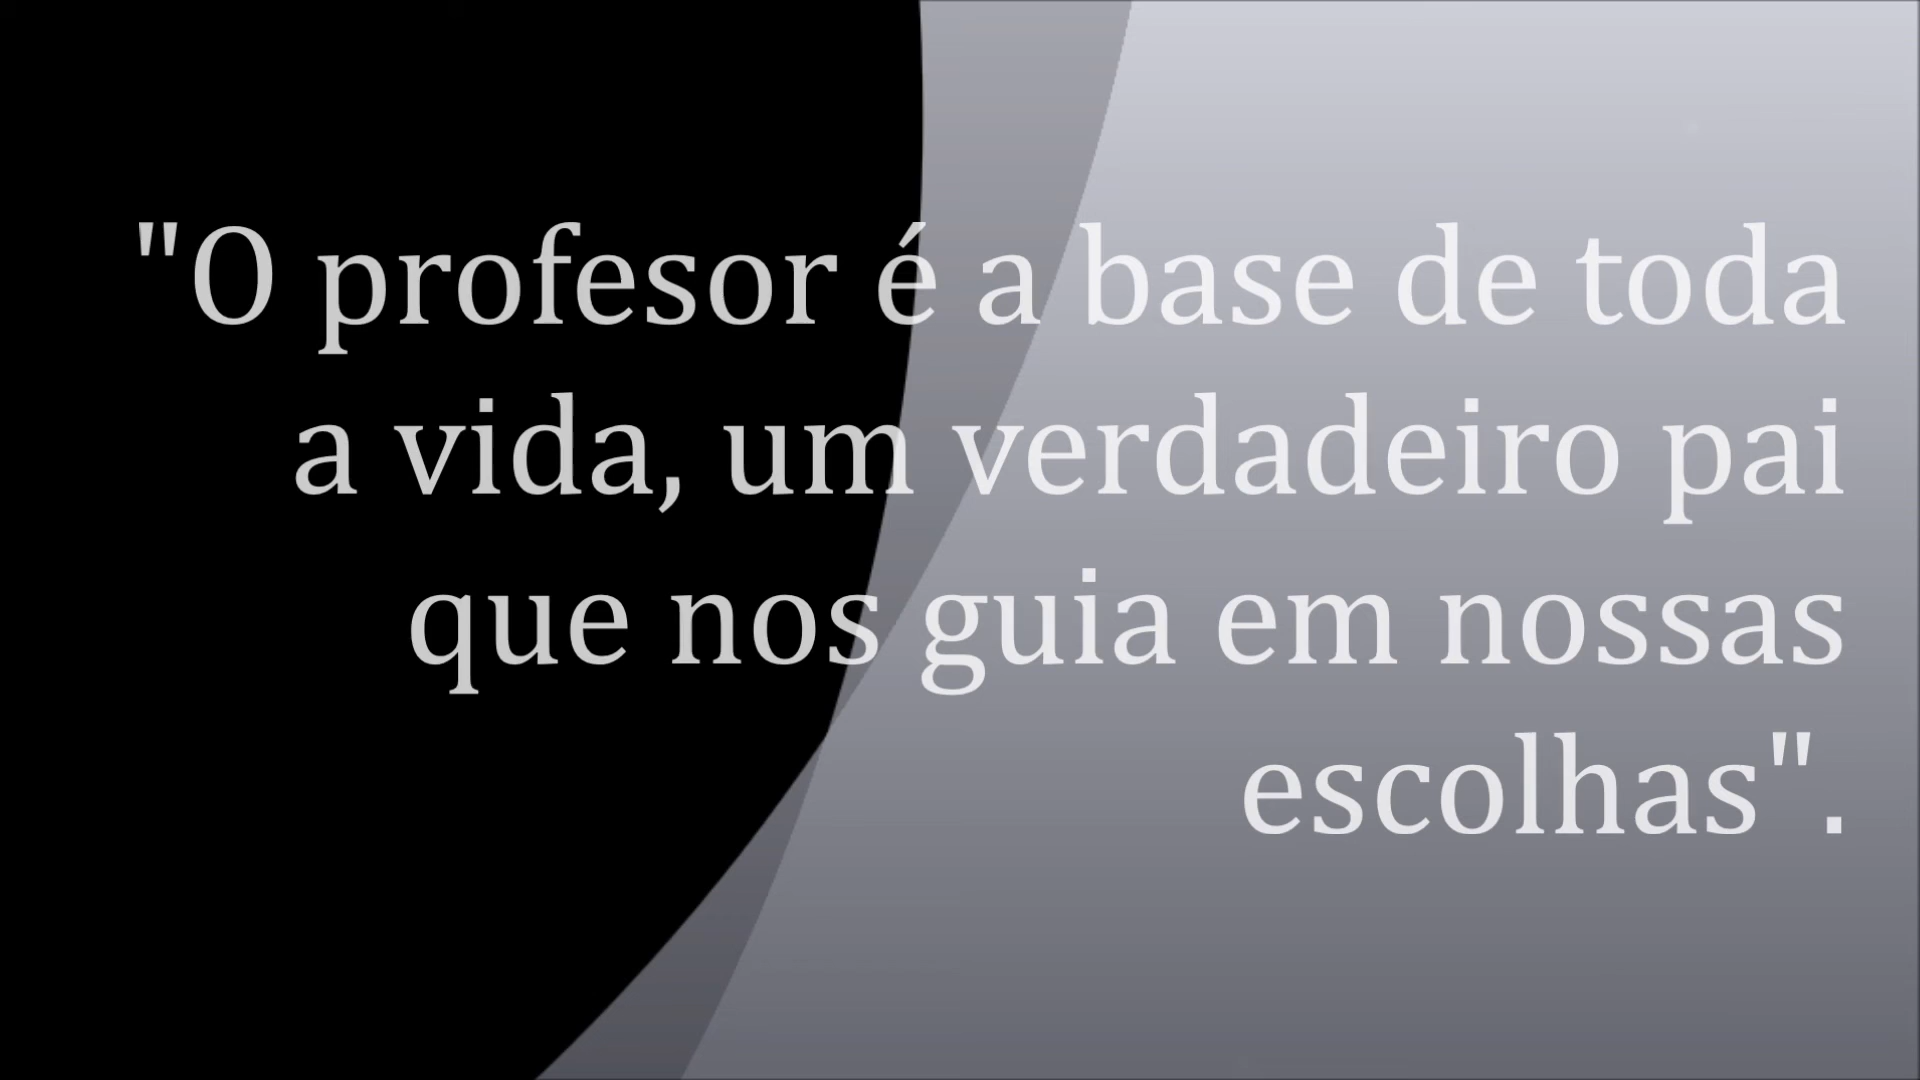 "O profesor é a base de toda
a vida, um verdadeiro pai
que nos guia em nossas
escolhas".